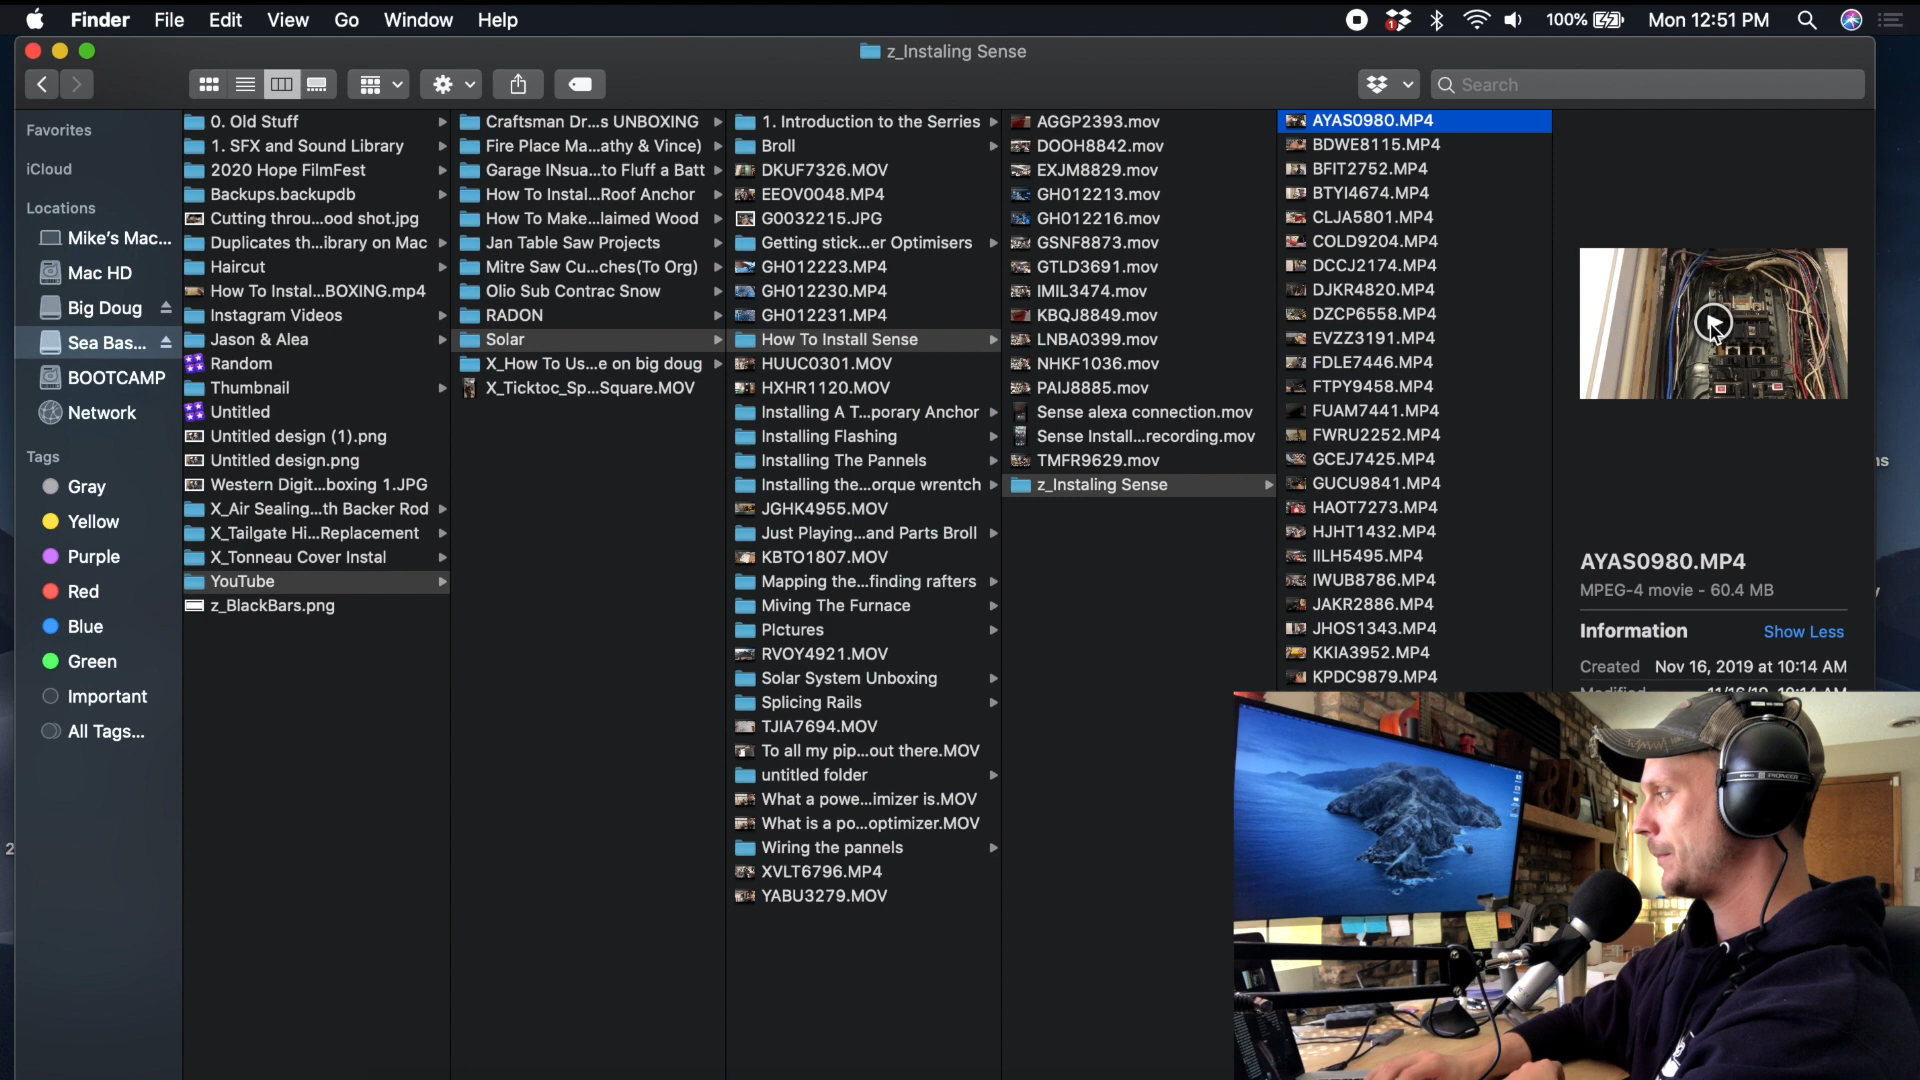 Finder File Edit View Go Window Help 1 100% Mon 12:51 PM
z_Instaling Sense
Search
Favorites
iCloud
Locations
Mike's Mac...
Mac HD
Big Doug
Sea Bas...
BOOTCAMP
Network
Tags
Gray
Yellow
Purple
Red
Blue
Green
Important
All Tags...
0. Old Stuff
1. SFX and Sound Library
2020 Hope FilmFest
Backups.backupdb
Cutting throu...ood shot.jpg
Duplicates th...ibrary on Mac
Haircut
How To Instal...BOXING.mp4
Instagram Videos
Jason & Alea
Random
Thumbnail
Untitled
Untitled design (1).png
Untitled design.png
Western Digit...boxing 1.JPG
X_Air Sealing...th Backer Rod
X_Tailgate Hi...Replacement
X_Tonneau Cover Instal
YouTube
z_BlackBars.png
Craftsman Dr...s UNBOXING
Fire Place Ma...athy & Vince)
Garage INsua...to Fluff a Batt
How To Instal...Roof Anchor
How To Make...laimed Wood
Jan Table Saw Projects
Mitre Saw Cu...ches(To Org)
Olio Sub Contrac Snow
RADON
Solar
X_How To Us...e on big doug
X_Ticktoc_Sp...Square.MOV
1. Introduction to the Serries
Broll
DKUF7326.MOV
EEOV0048.MP4
G0032215.JPG
Getting stick...er Optimisers
GH012223.MP4
GH012230.MP4
GH012231.MP4
How To Install Sense
HUUC0301.MOV
HXHR1120.MOV
Installing A T...porary Anchor
Installing Flashing
Installing The Pannels
Installing the...orque wrentch
JGHK4955.MOV
Just Playing...and Parts Broll
KBTO1807.MOV
Mapping the...finding rafters
Miving The Furnace
PIctures
RVOY4921.MOV
Solar System Unboxing
Splicing Rails
TJIA7694.MOV
To all my pip...out there.MOV
untitled folder
What a powe...imizer is.MOV
What is a po...optimizer.MOV
Wiring the pannels
XVLT6796.MP4
YABU3279.MOV
AGGP2393.mov
DOOH8842.mov
EXJM8829.mov
GH012213.mov
GH012216.mov
GSNF8873.mov
GTLD3691.mov
IMIL3474.mov
KBQJ8849.mov
LNBA0399.mov
NHKF1036.mov
PAIJ8885.mov
Sense alexa connection.mov
Sense Install...recording.mov
TMFR9629.mov
z_Instaling Sense
AYAS0980.MP4
BDWE8115.MP4
BFIT2752.MP4
BTYI4674.MP4
CLJA5801.MP4
COLD9204.MP4
DCCJ2174.MP4
DJKR4820.MP4
DZCP6558.MP4
EVZZ3191.MP4
FDLE7446.MP4
FTPY9458.MP4
FUAM7441.MP4
FWRU2252.MP4
GCEJ7425.MP4
GUCU9841.MP4
HAOT7273.MP4
HJHT1432.MP4
IILH5495.MP4
IWUB8786.MP4
JAKR2886.MP4
JHOS1343.MP4
KKIA3952.MP4
KPDC9879.MP4
AYAS0980.MP4
MPEG-4 movie - 60.4 MB
Information Show Less
Created Nov 16, 2019 at 10:14 AM
Modified 11/16/19, 10:14 AM
PIONEER